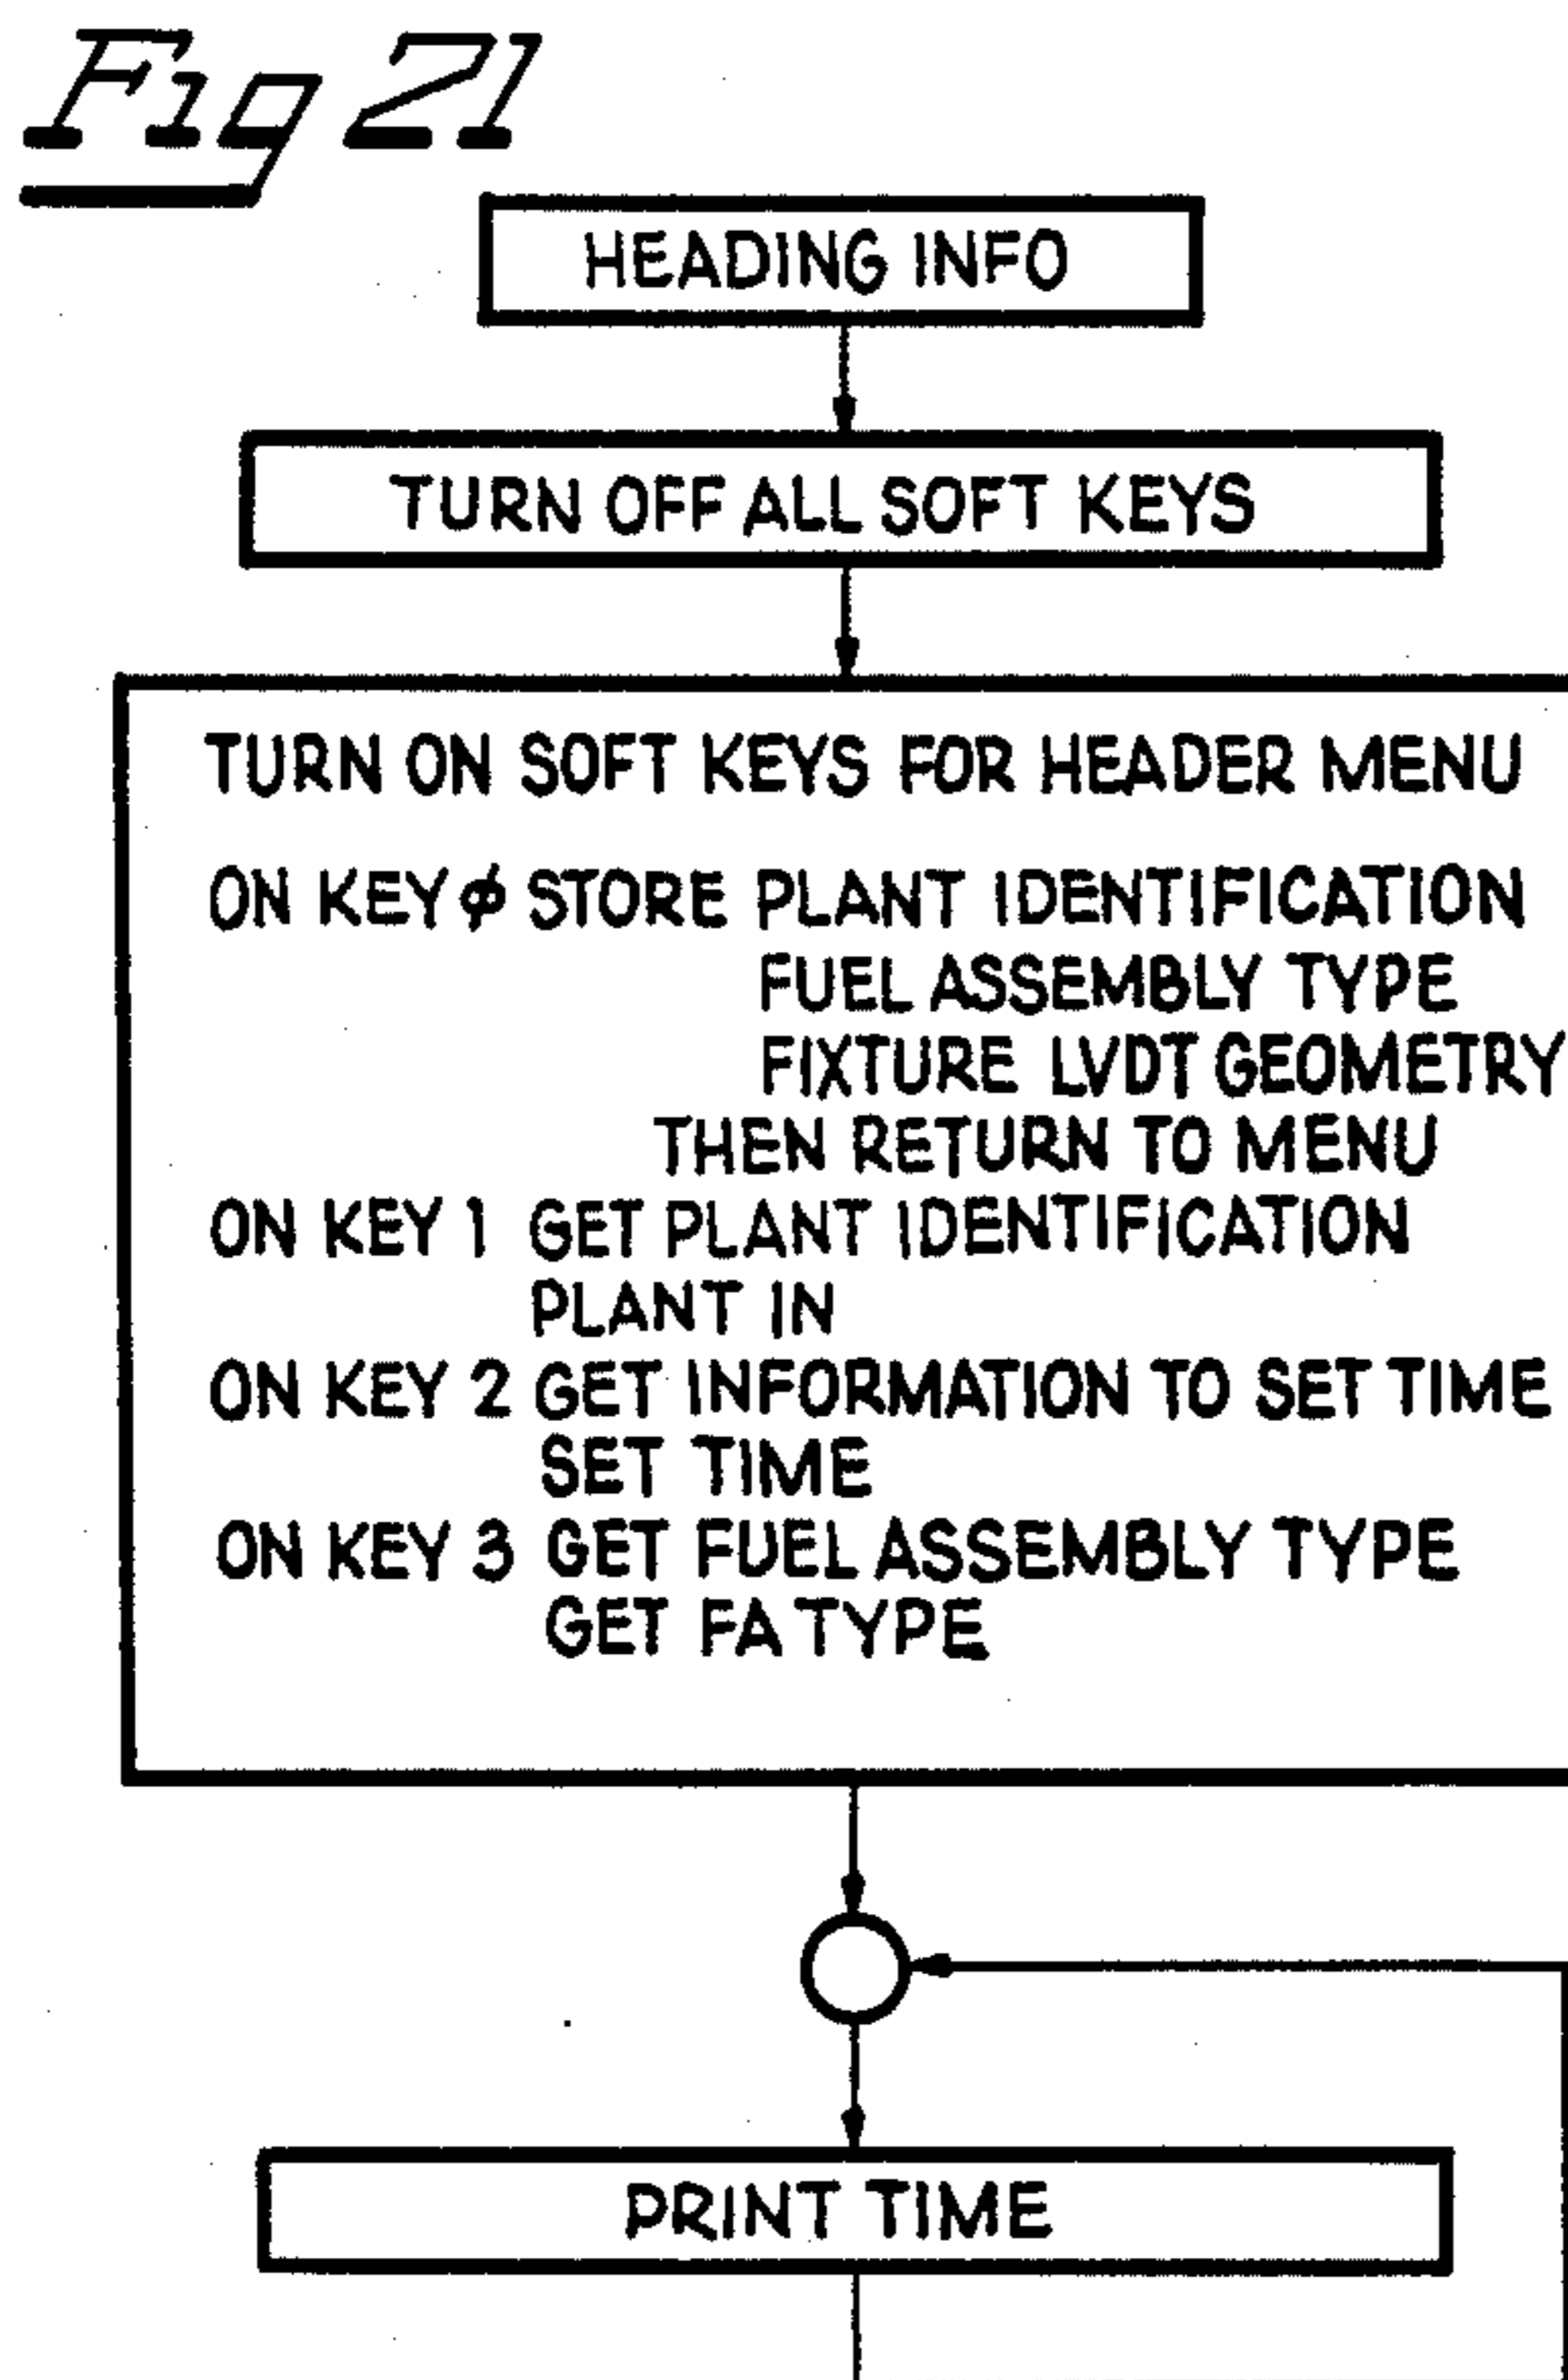 Fig 21
HEADING INFO
TURN OFF ALL SOFT KEYS
TURN ON SOFT KEYS FOR HEADER MENU
ON KEY ϕ STORE PLANT IDENTIFICATION
FUEL ASSEMBLY TYPE
FIXTURE LVDT GEOMETRY
THEN RETURN TO MENU
ON KEY 1 GET PLANT IDENTIFICATION
PLANT IN
ON KEY 2 GET INFORMATION TO SET TIME
SET TIME
ON KEY 3 GET FUEL ASSEMBLY TYPE
GET FA TYPE
PRINT TIME